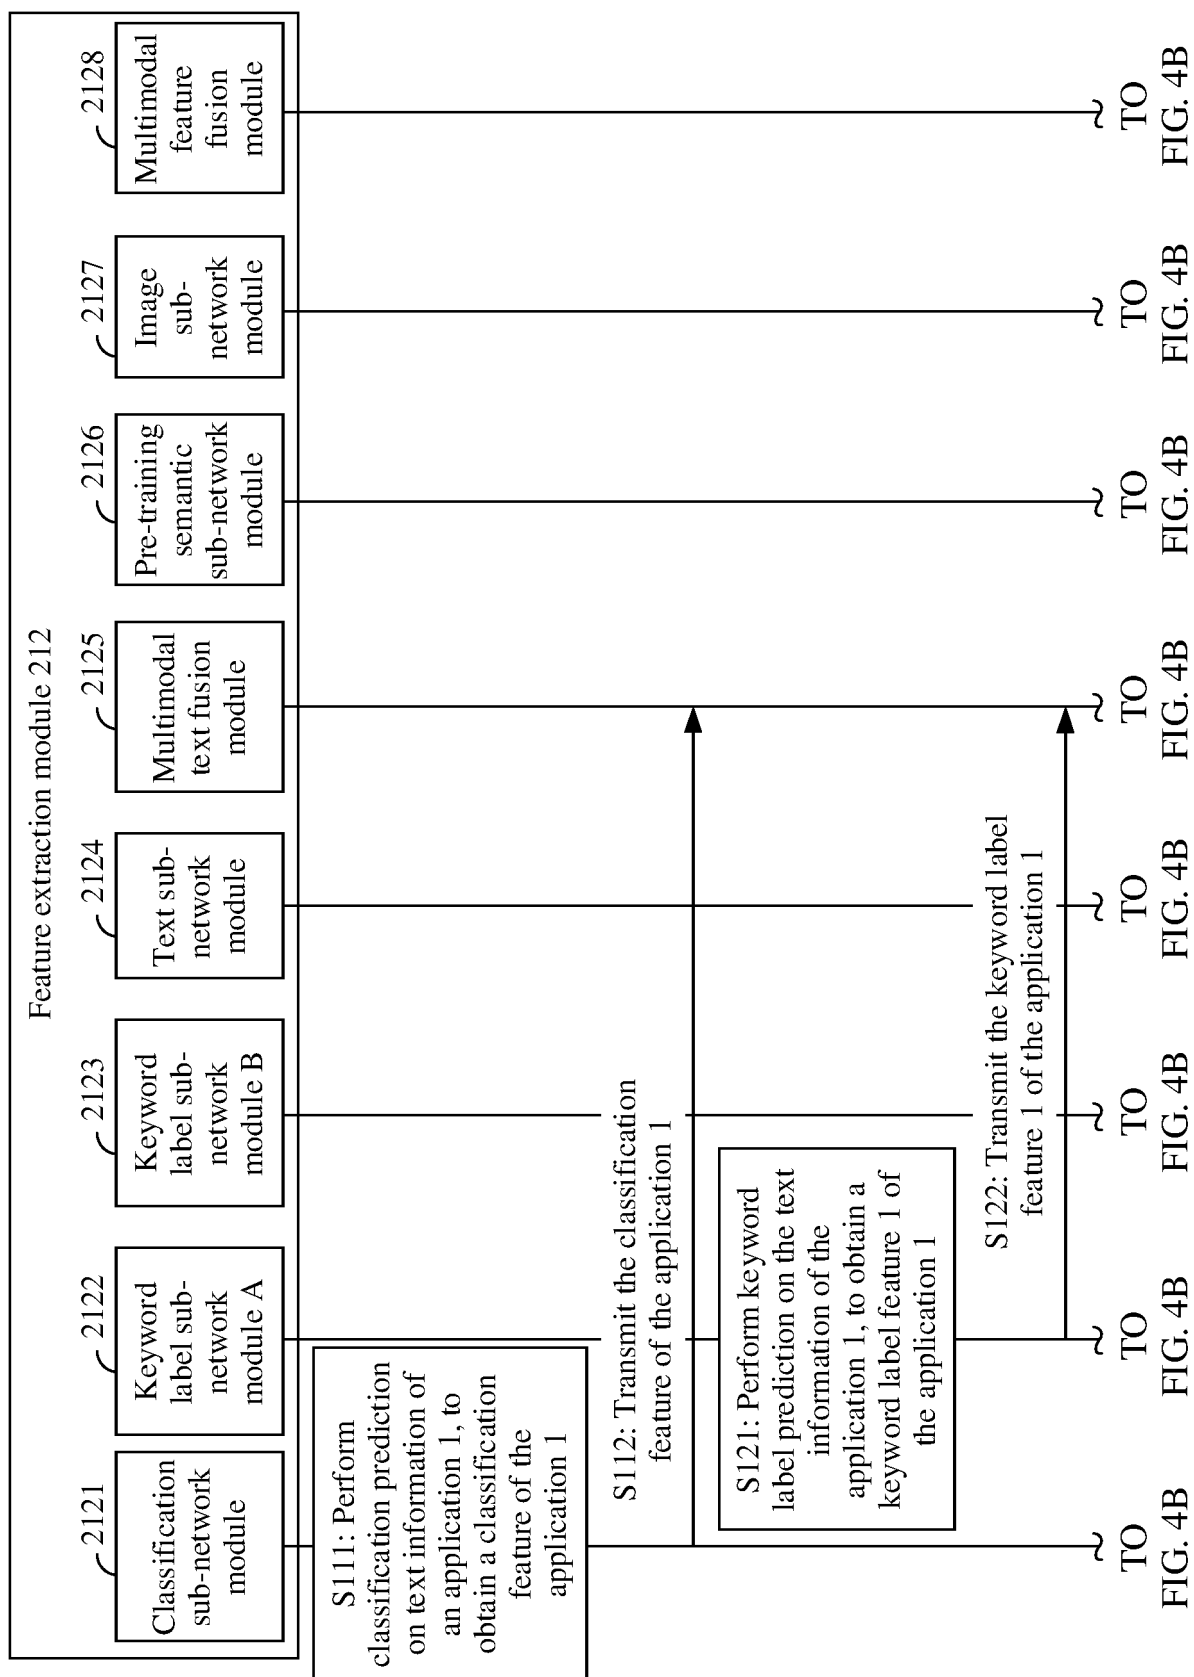 Feature extraction module 212
2121
Classification
sub-network
module
2122
Keyword
label sub-
network
module A
2123
Keyword
label sub-
network
module B
2124
Text sub-
network
module
2125
Multimodal
text fusion
module
2126
Pre-training
semantic
sub-network
module
2127
Image
sub-
network
module
2128
Multimodal
feature
fusion
module
S111: Perform
classification prediction
on text information of
an application 1, to
obtain a classification
feature of the
application 1
S112: Transmit the classification
feature of the application 1
S121: Perform keyword
label prediction on the text
information of the
application 1, to obtain a
keyword label feature 1 of
the application 1
S122: Transmit the keyword label
feature 1 of the application 1
TO
FIG. 4B
TO
FIG. 4B
TO
FIG. 4B
TO
FIG. 4B
TO
FIG. 4B
TO
FIG. 4B
TO
FIG. 4B
TO
FIG. 4B